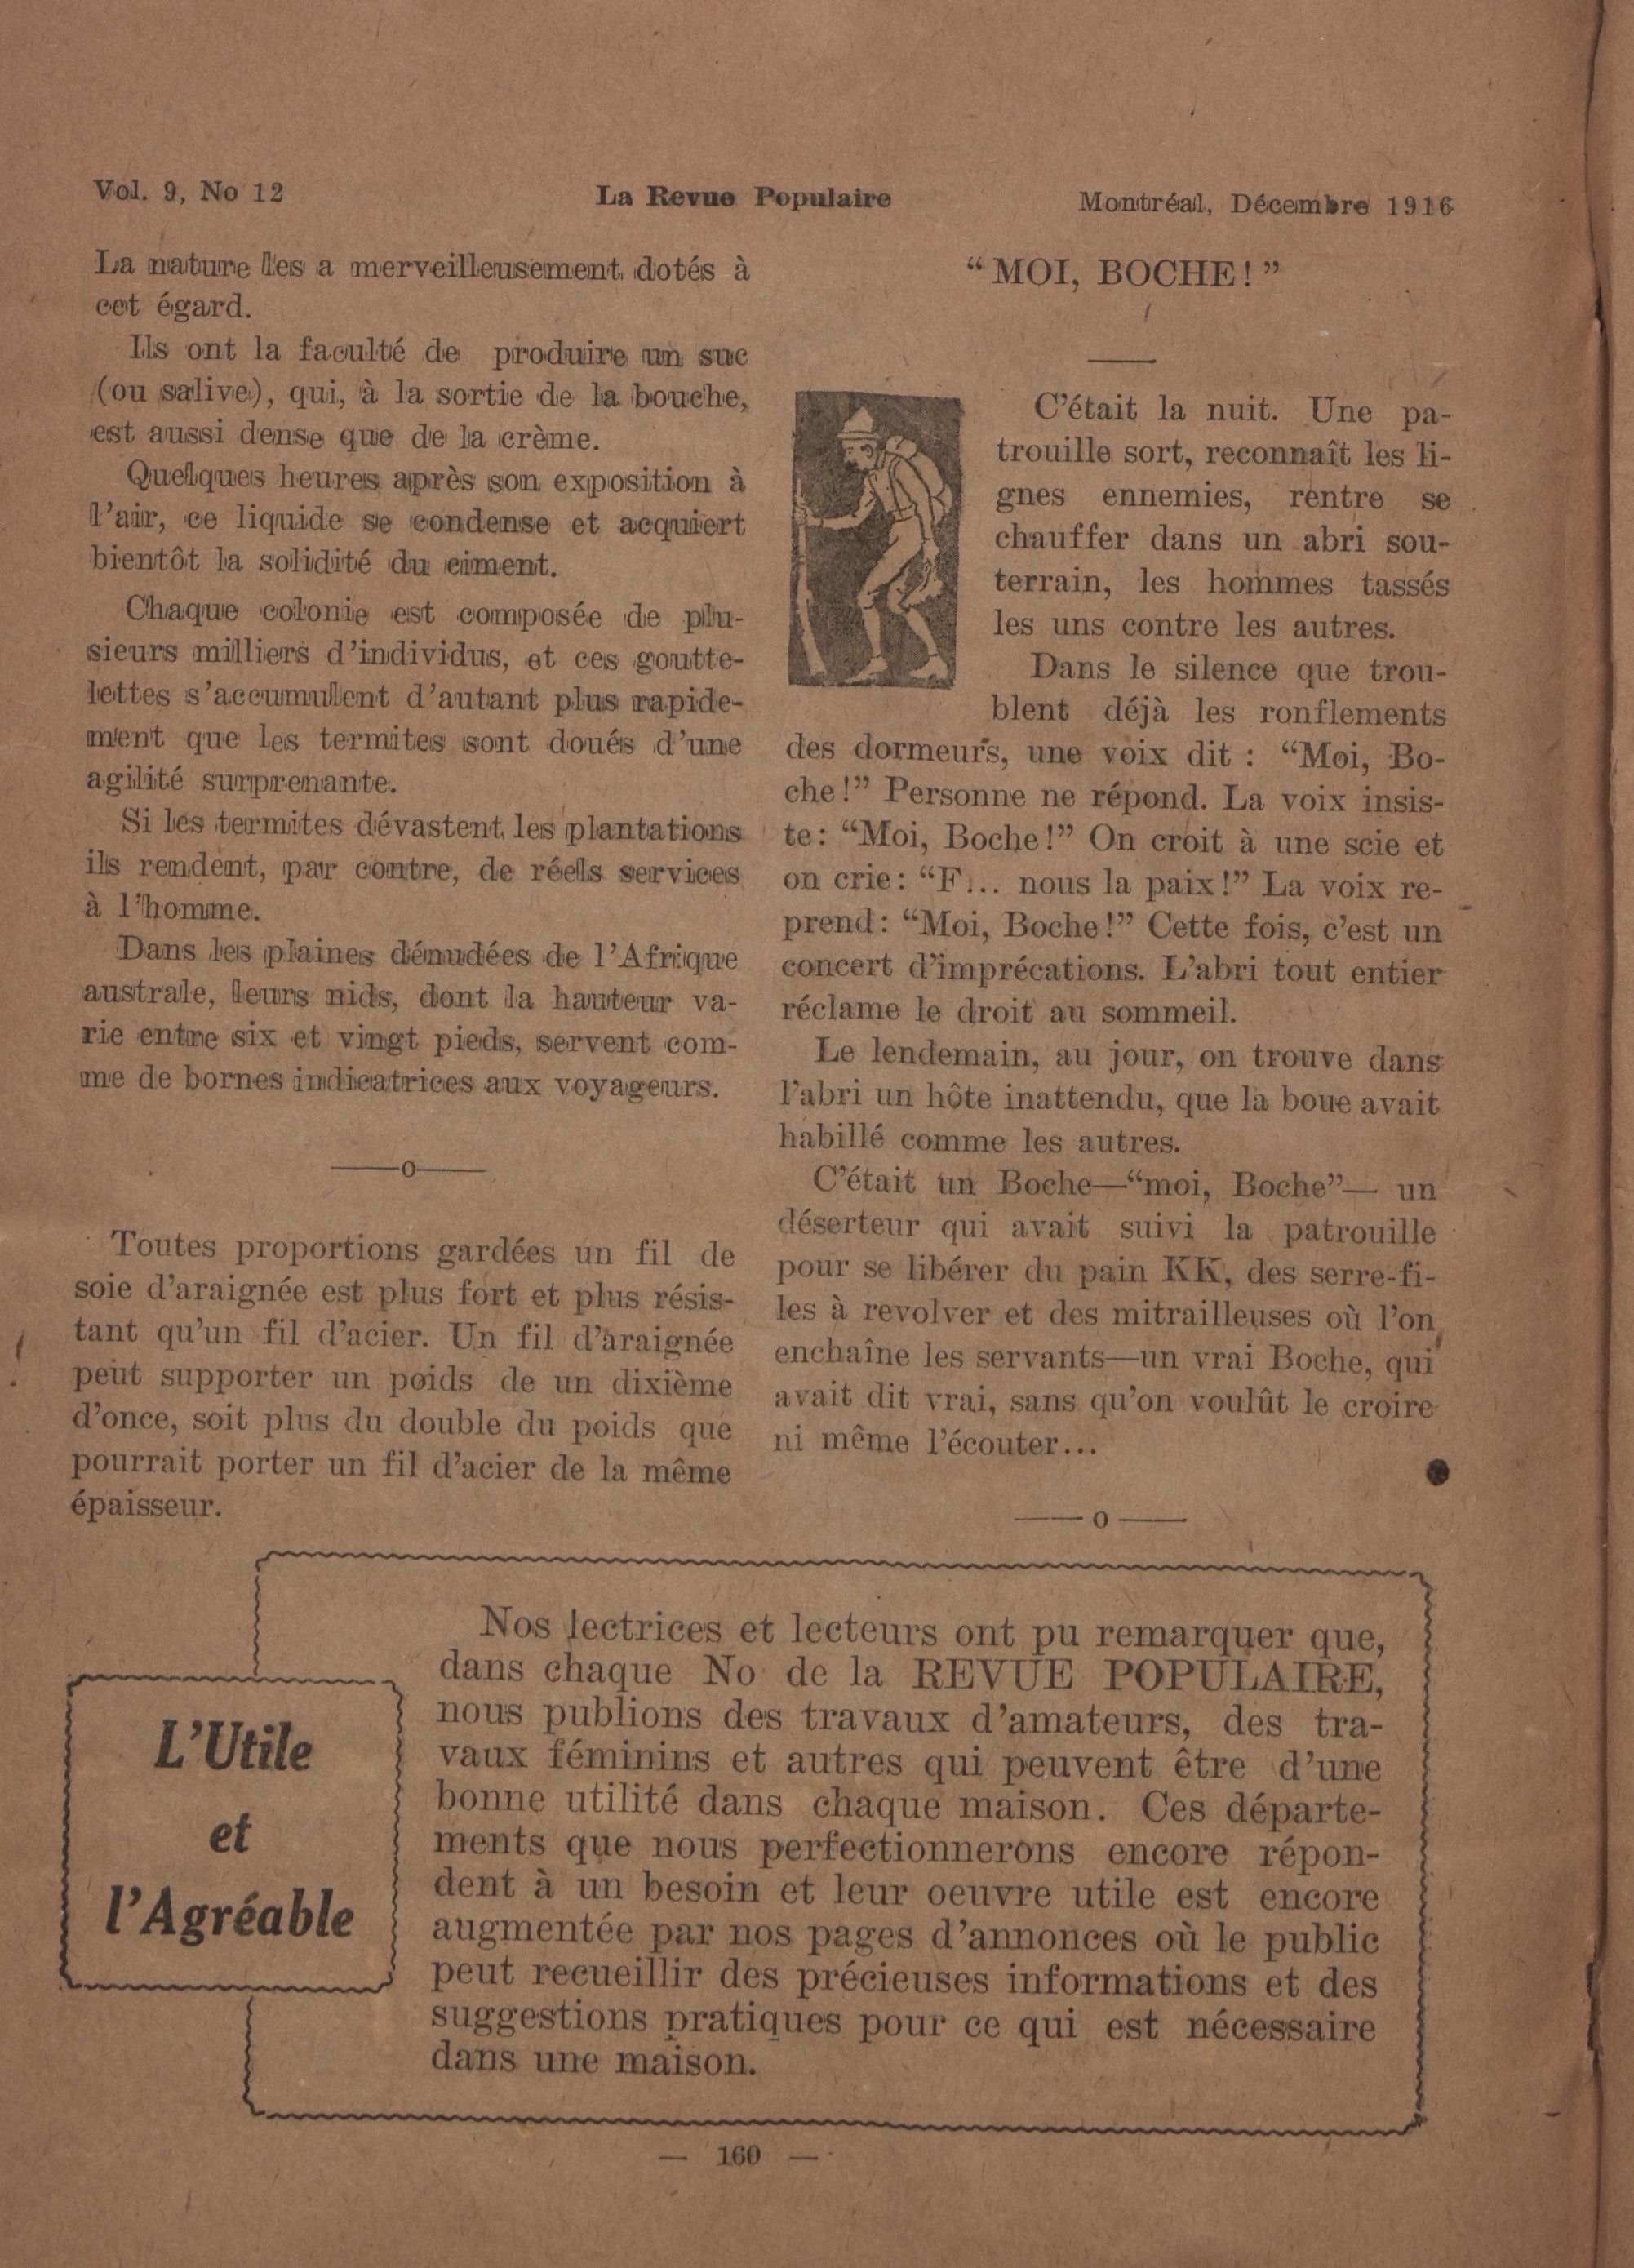 Vol. 9, No 12
La Revue Populaire
Montréal, Décembre 1916
La nature les a merveilleusement dotés à
cet égard.
Ils ont la faculté de produire un suc
(ou salive), qui, à la sortie de la bouche,
est aussi dense que de la crème.
Quelques heures après son exposition à
l'air, ce liquide se condense et acquiert
bientôt la solidité du ciment.
Chaque colonie est composée de plu-
sieurs milliers d'individus, et ces goutte-
lettes s'accumulent d'autant plus rapide-
ment que les termites sont doués d'une
agilité surprenante.
Si les termites dévastent les plantations
ils rendent, par contre, de réels services
à l'homme.
Dans les plaines dénudées de l'Afrique
australe, leurs nids, dont la hauteur va-
rie entre six et vingt pieds, servent com-
me de bornes indicatrices aux voyageurs.
——o——
Toutes proportions gardées un fil de
soie d'araignée est plus fort et plus résis-
tant qu'un fil d'acier. Un fil d'araignée
peut supporter un poids de un dixième
d'once, soit plus du double du poids que
pourrait porter un fil d'acier de la même
épaisseur.
“MOI, BOCHE!”
C'était la nuit. Une pa-
trouille sort, reconnaît les li-
gnes ennemies, rentre se
chauffer dans un abri sou-
terrain, les hommes tassés
les uns contre les autres.
Dans le silence que trou-
blent déjà les ronflements
des dormeurs, une voix dit : “Moi, Bo-
che!” Personne ne répond. La voix insis-
te: “Moi, Boche!” On croit à une scie et
on crie: “F... nous la paix!” La voix re-
prend: “Moi, Boche!” Cette fois, c'est un
concert d'imprécations. L'abri tout entier
réclame le droit au sommeil.
Le lendemain, au jour, on trouve dans
l'abri un hôte inattendu, que la boue avait
habillé comme les autres.
C'était un Boche—“moi, Boche”— un
déserteur qui avait suivi la patrouille
pour se libérer du pain KK, des serre-fi-
les à revolver et des mitrailleuses où l'on
enchaîne les servants—un vrai Boche, qui
avait dit vrai, sans qu'on voulût le croire
ni même l'écouter...
—— o ——
L'Utile
et
l'Agréable
Nos lectrices et lecteurs ont pu remarquer que,
dans chaque No de la REVUE POPULAIRE,
nous publions des travaux d'amateurs, des tra-
vaux féminins et autres qui peuvent être d'une
bonne utilité dans chaque maison. Ces départe-
ments que nous perfectionnerons encore répon-
dent à un besoin et leur oeuvre utile est encore
augmentée par nos pages d'annonces où le public
peut recueillir des précieuses informations et des
suggestions pratiques pour ce qui est nécessaire
dans une maison.
— 160 —